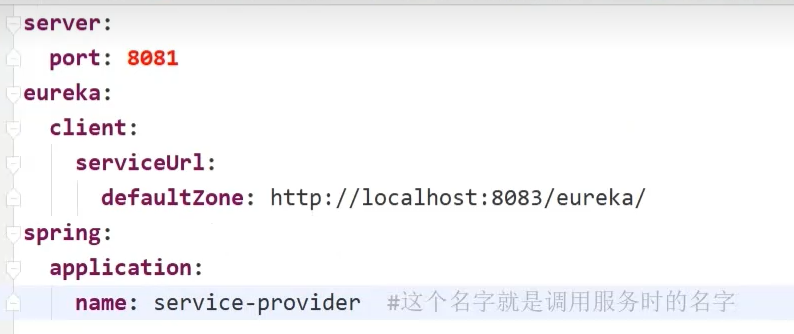 server:
port: 8081
eureka:
client:
serviceUrl:
defaultZone: http://localhost:8083/eureka/
spring:
application:
name: service-provider #这个名字就是调用服务时的名字